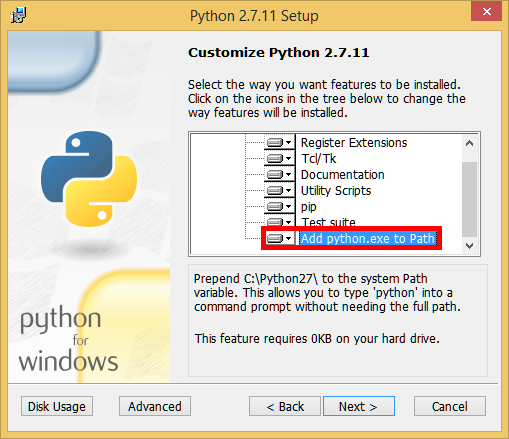 Python 2.7.11 Setup
Customize Python 2.7.11
Select the way you want features to be installed.
Click on the icons in the tree below to change the
way features will be installed.
Register Extensions
Tcl/Tk
Documentation
Utility Scripts
pip
Test suite
Add python.exe to Path
Prepend C:\Python27\ to the system Path
variable. This allows you to type 'python' into a
command prompt without needing the full path.
This feature requires 0KB on your hard drive.
python
for
windows
Disk Usage
Advanced
< Back
Next >
Cancel